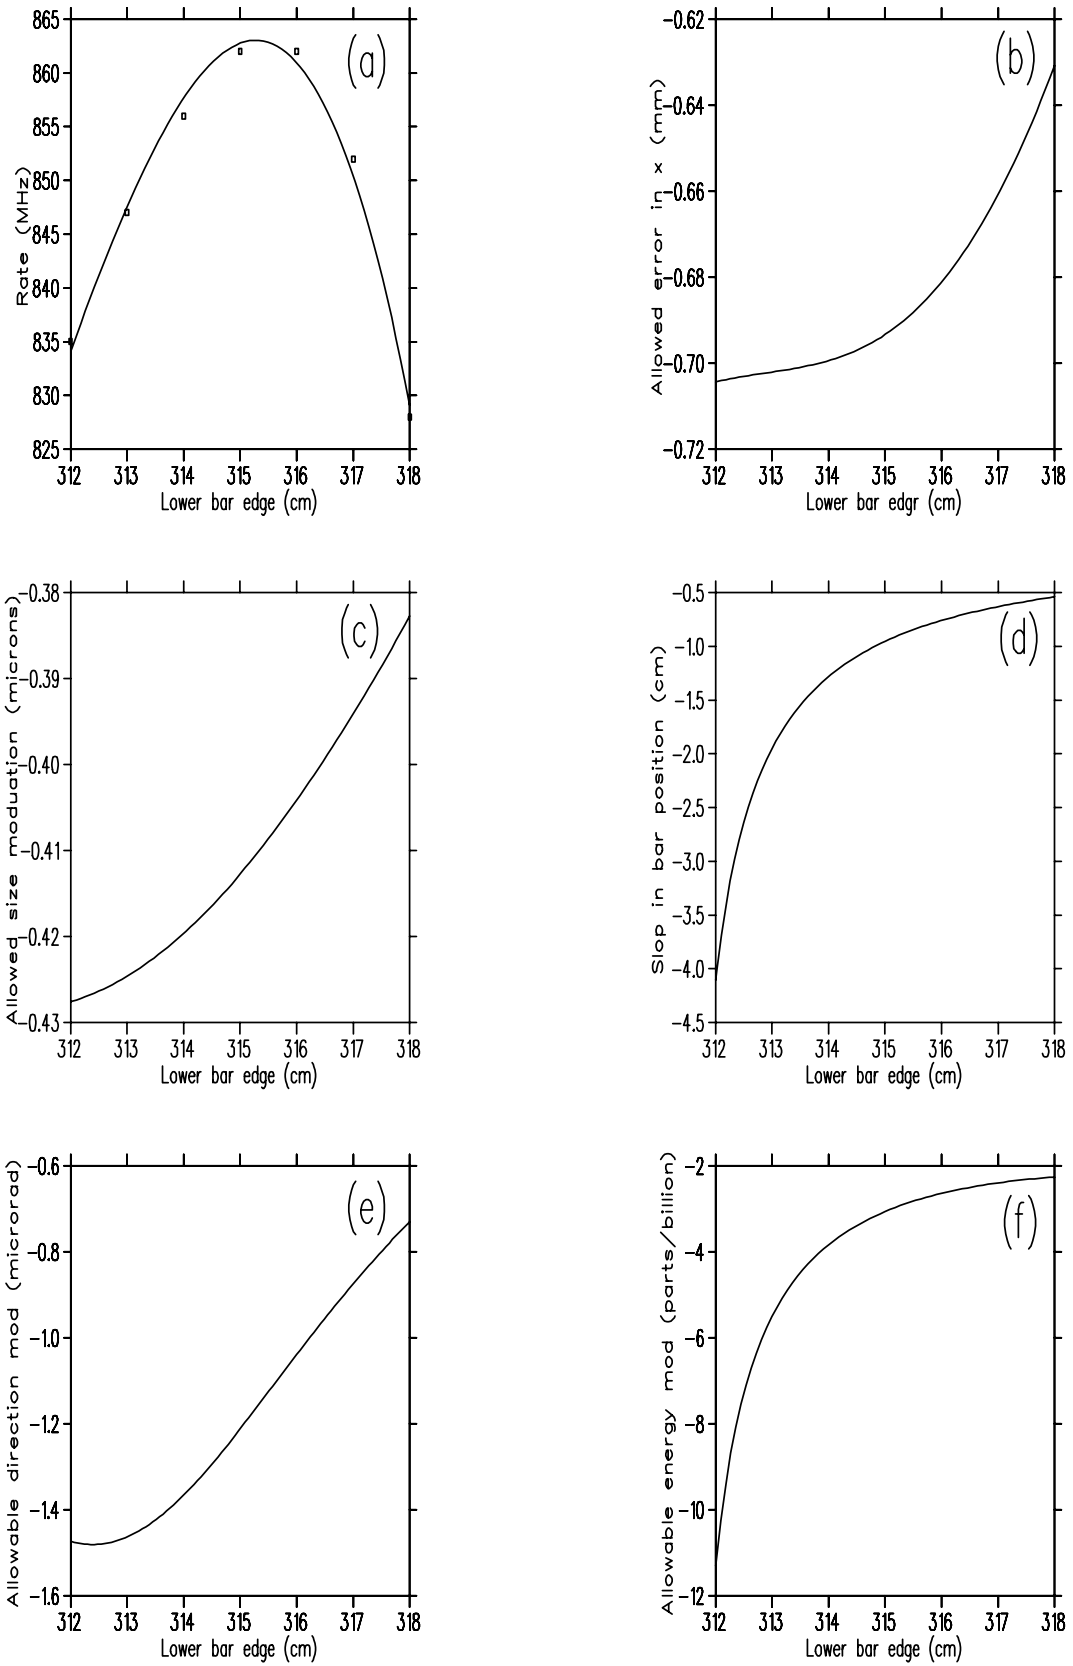 865
860
855
850
845
840
835
830
825
Rate (MHz)
(a)
312 313 314 315 316 317 318
Lower bar edge (cm)
-0.62
-0.64
-0.66
-0.68
-0.70
-0.72
Allowed error in x (mm)
(b)
312 313 314 315 316 317 318
Lower bar edgr (cm)
-0.38
-0.39
-0.40
-0.41
-0.42
-0.43
Allowed size moduation (microns)
(c)
312 313 314 315 316 317 318
Lower bar edge (cm)
-0.5
-1.0
-1.5
-2.0
-2.5
-3.0
-3.5
-4.0
-4.5
Slop in bar position (cm)
(d)
312 313 314 315 316 317 318
Lower bar edge (cm)
-0.6
-0.8
-1.0
-1.2
-1.4
-1.6
Allowable direction mod (microrad)
(e)
312 313 314 315 316 317 318
Lower bar edge (cm)
-2
-4
-6
-8
-10
-12
Allowable energy mod (parts/billion)
(f)
312 313 314 315 316 317 318
Lower bar edge (cm)